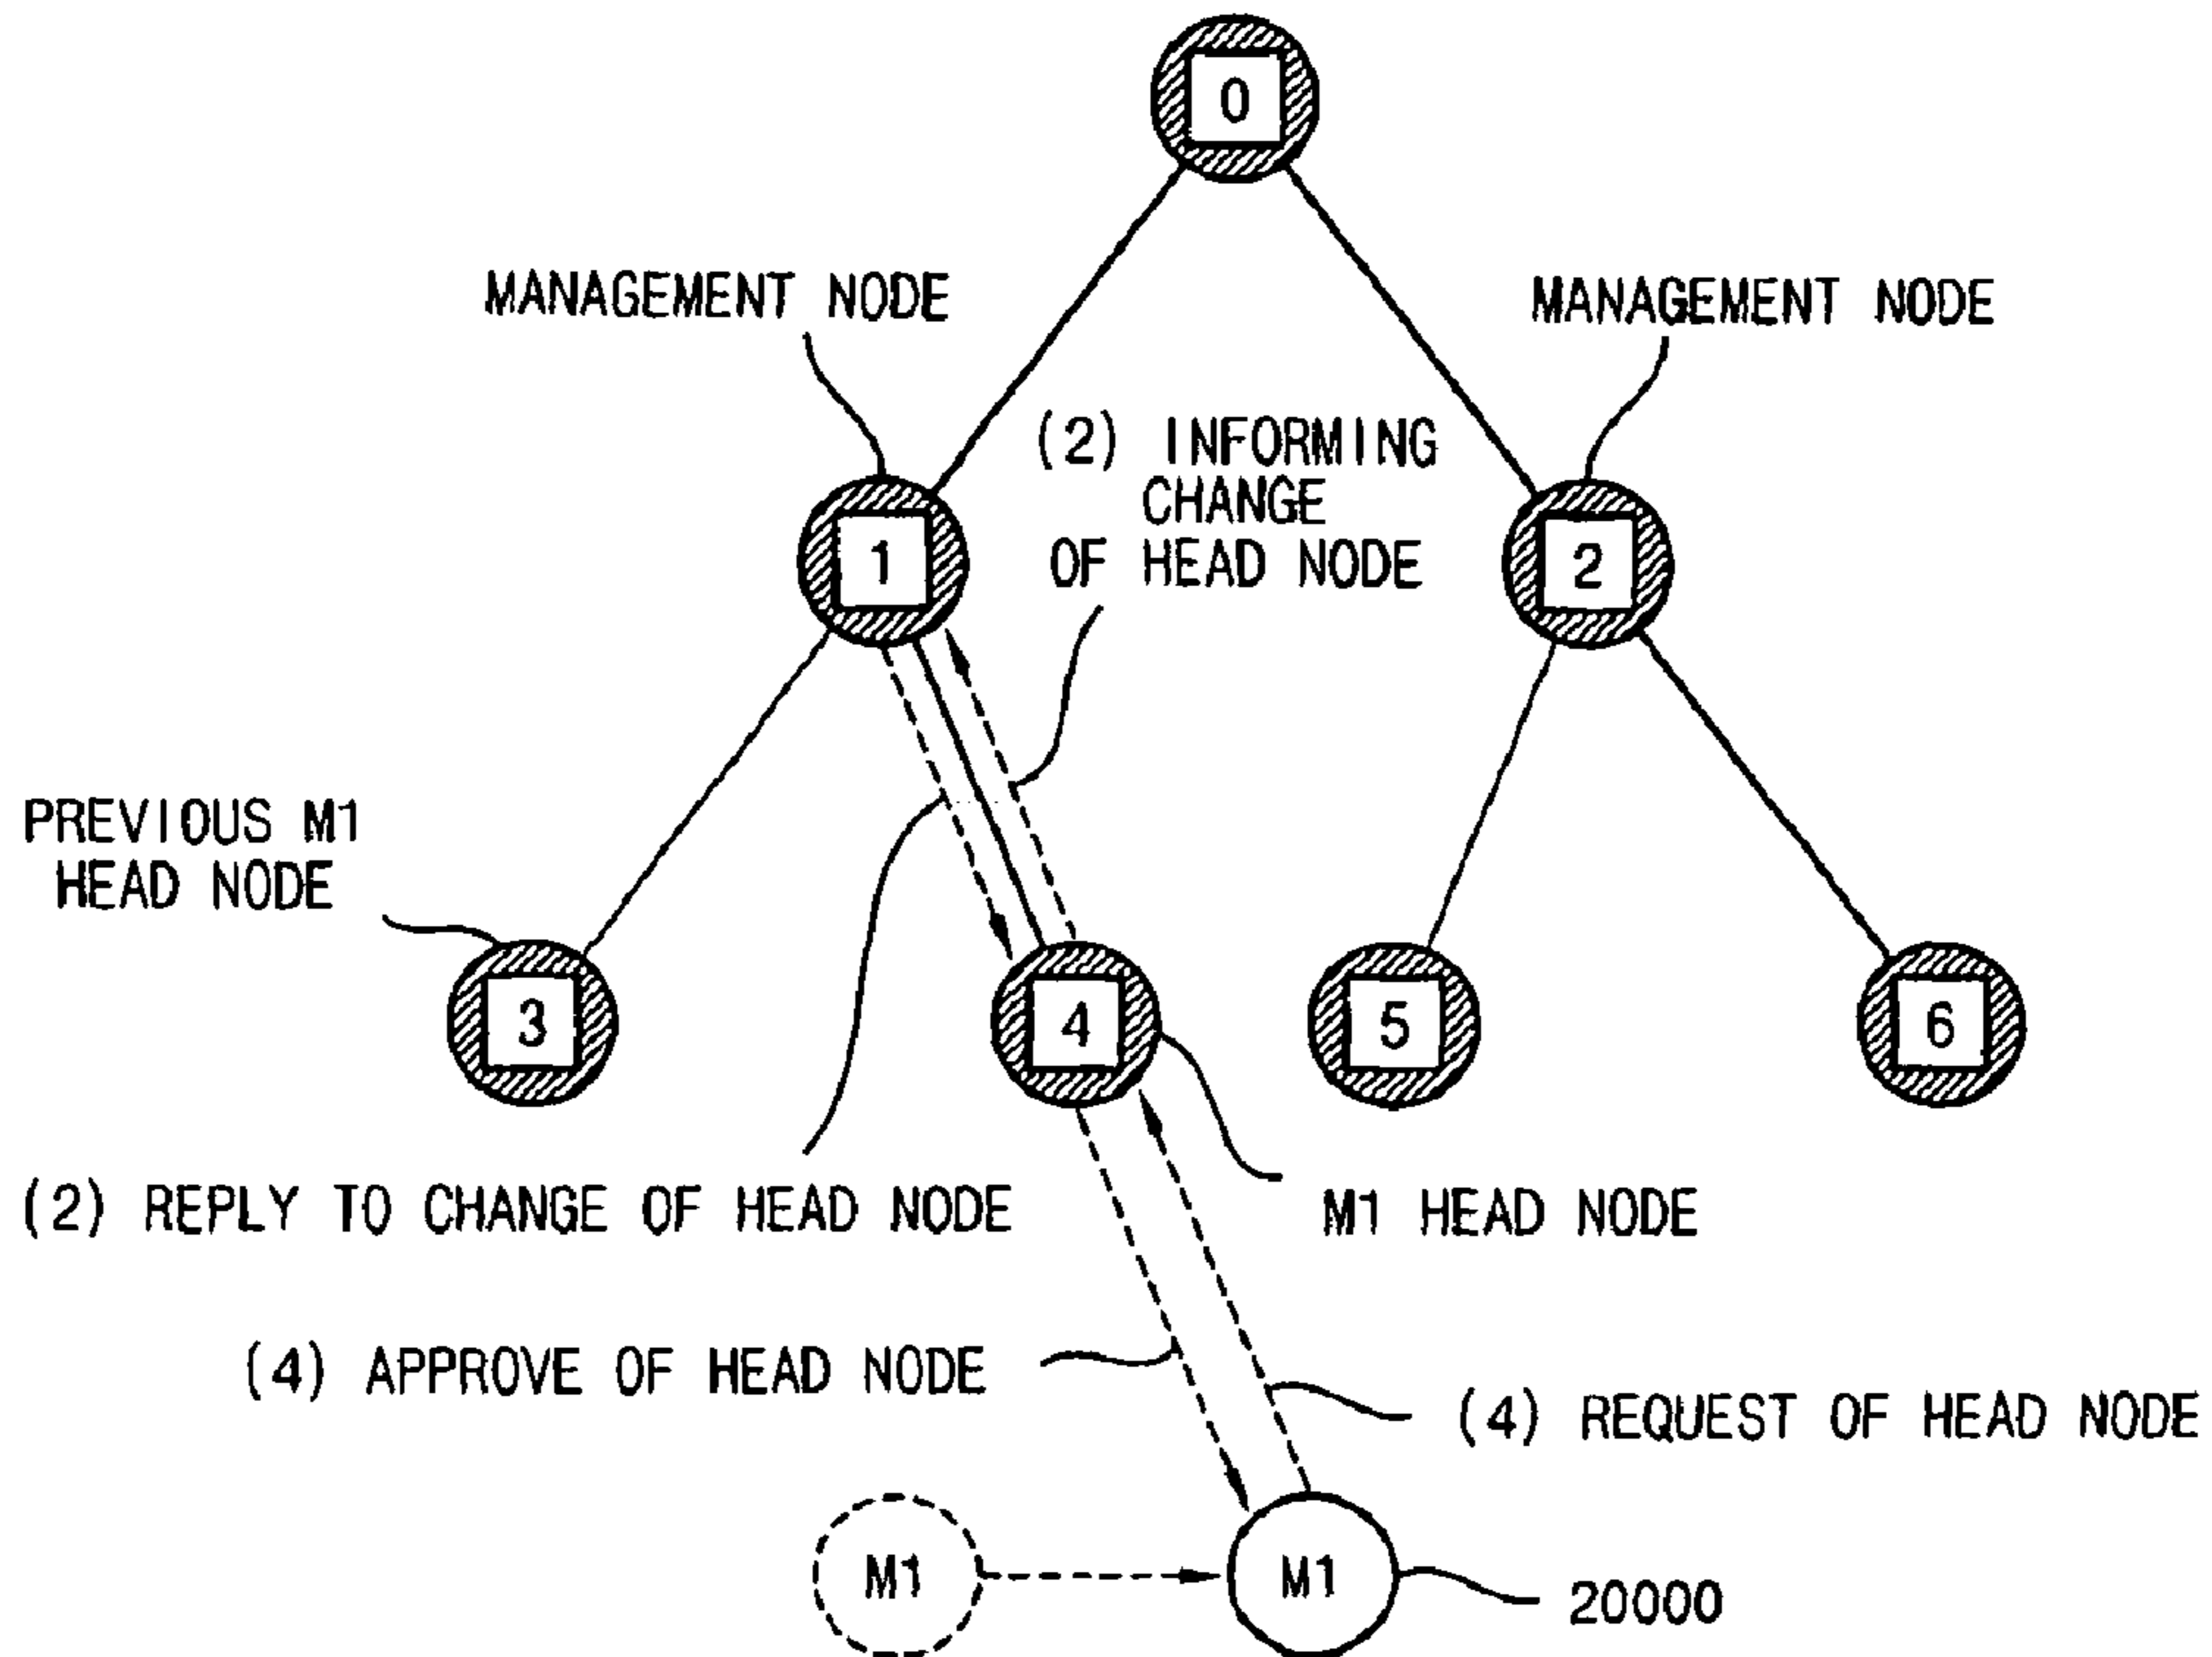 0
MANAGEMENT NODE
MANAGEMENT NODE
(2) INFORMING
CHANGE
OF HEAD NODE
1
2
PREVIOUS M1
HEAD NODE
3
4
5
6
(2) REPLY TO CHANGE OF HEAD NODE
M1 HEAD NODE
(4) APPROVE OF HEAD NODE
(4) REQUEST OF HEAD NODE
M1
M1
20000